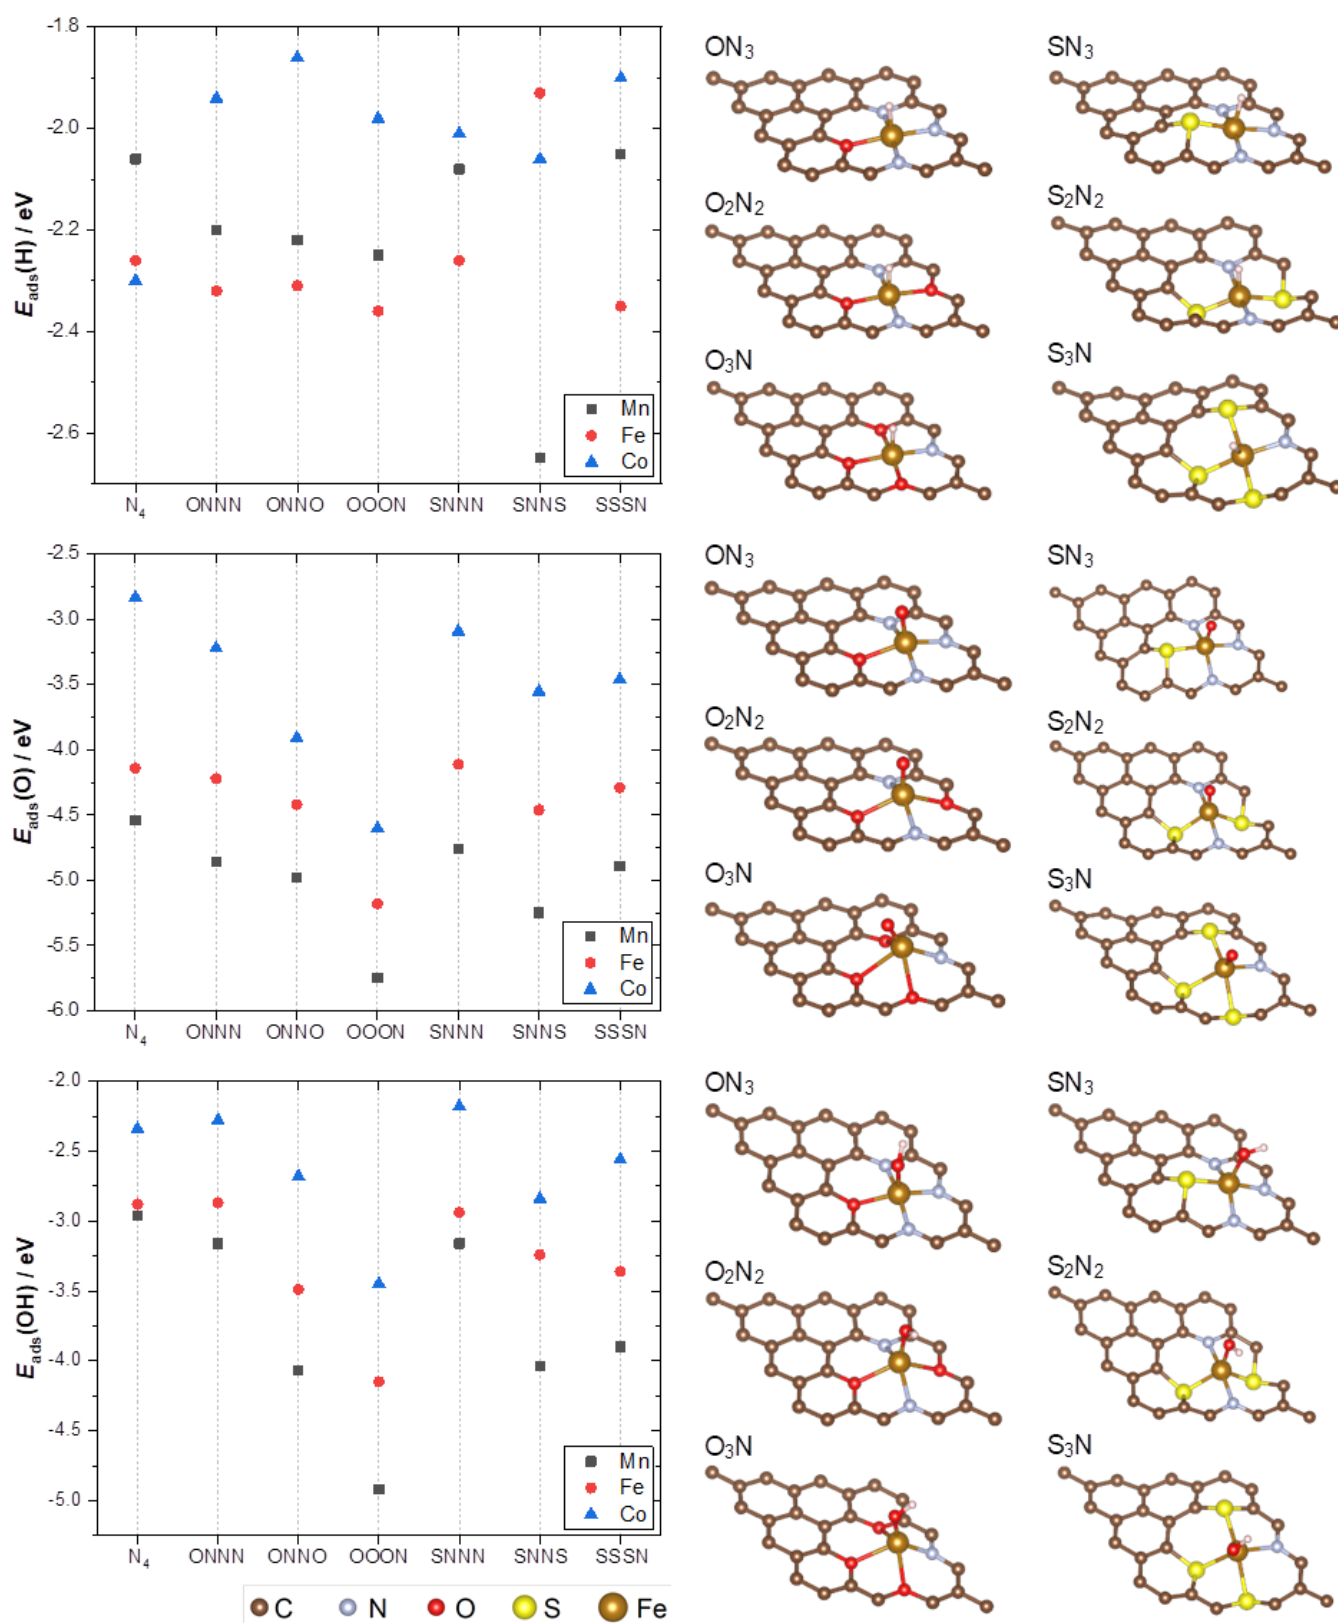 -1.8
-2.0
-2.2
-2.4
-2.6
E_ads(H) / eV
Mn
Fe
Co
N₄ ONNN ONNO OOON SNNN SNNS SSSN
ON₃
SN₃
O₂N₂
S₂N₂
O₃N
S₃N
-2.5
-3.0
-3.5
-4.0
-4.5
-5.0
-5.5
-6.0
E_ads(O) / eV
Mn
Fe
Co
N₄ ONNN ONNO OOON SNNN SNNS SSSN
ON₃
SN₃
O₂N₂
S₂N₂
O₃N
S₃N
-2.0
-2.5
-3.0
-3.5
-4.0
-4.5
-5.0
E_ads(OH) / eV
Mn
Fe
Co
N₄ ONNN ONNO OOON SNNN SNNS SSSN
ON₃
SN₃
O₂N₂
S₂N₂
O₃N
S₃N
C N O S Fe